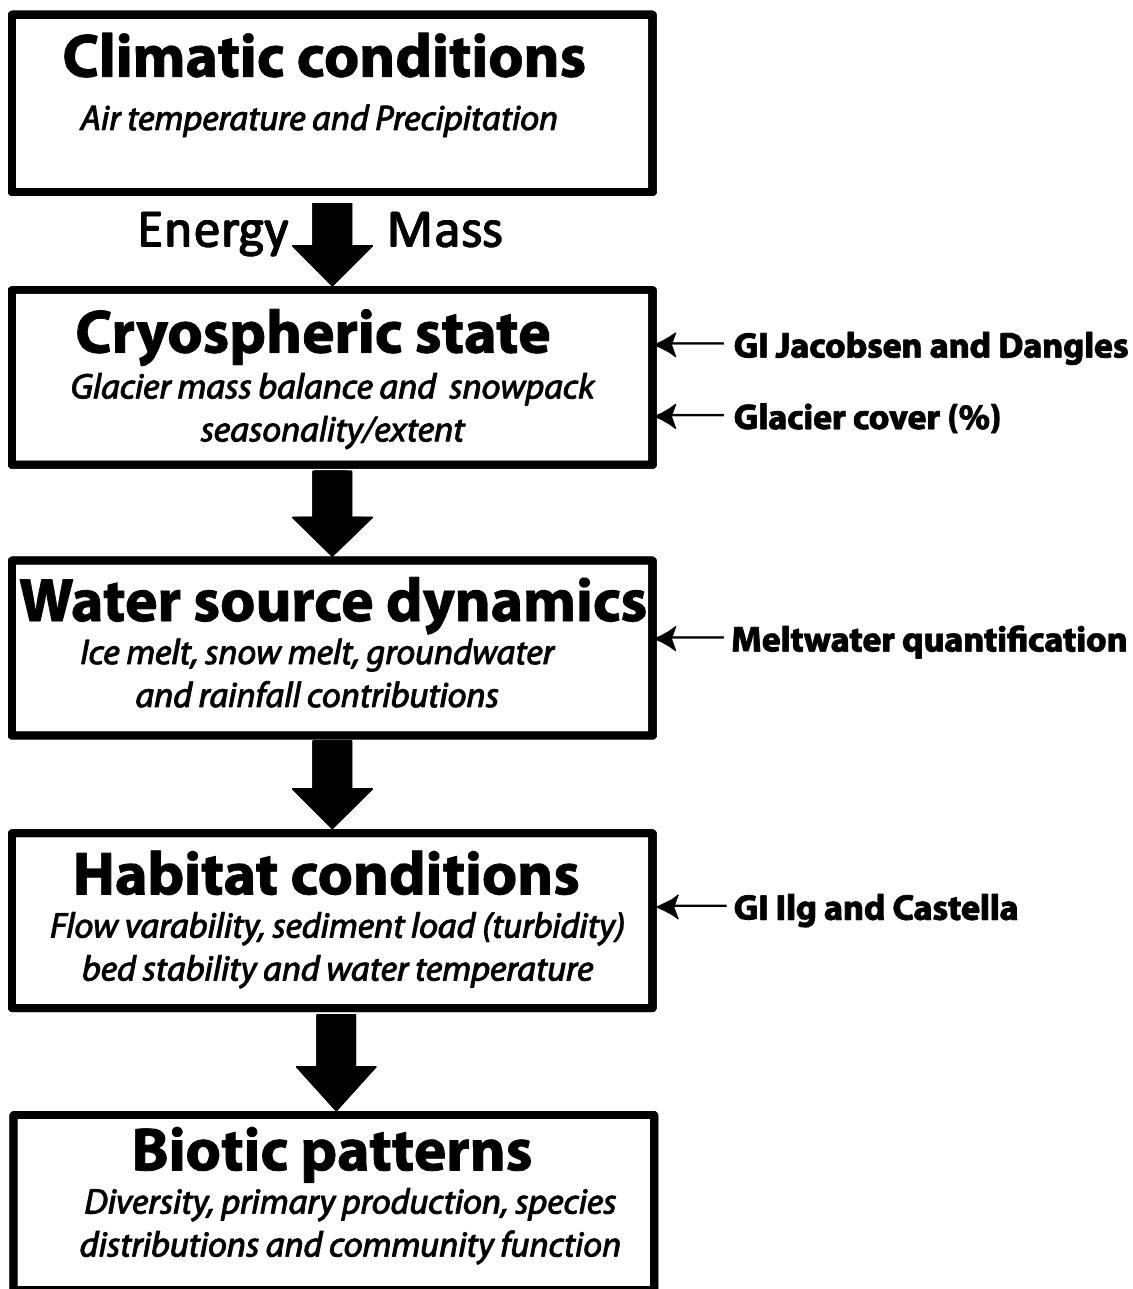 Climatic conditions
Air temperature and Precipitation
Energy Mass
Cryospheric state
Glacier mass balance and snowpack
seasonality/extent
GI Jacobsen and Dangles
Glacier cover (%)
Water source dynamics
Ice melt, snow melt, groundwater
and rainfall contributions
Meltwater quantification
Habitat conditions
Flow varability, sediment load (turbidity)
bed stability and water temperature
GI Ilg and Castella
Biotic patterns
Diversity, primary production, species
distributions and community function